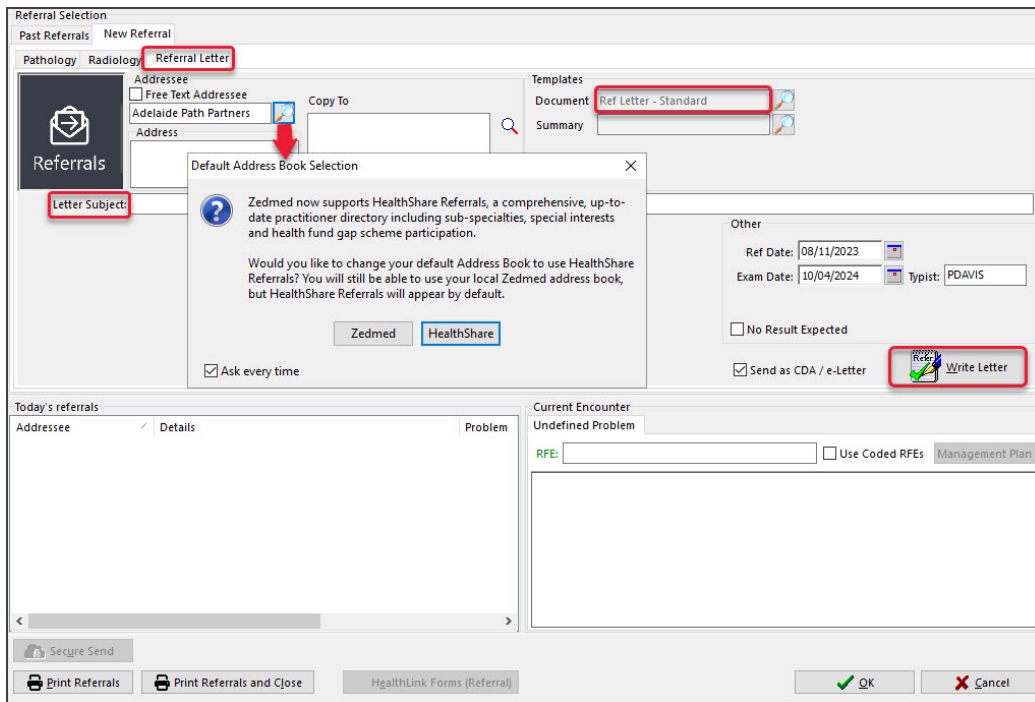 Referral Selection
Past Referrals New Referral
Pathology Radiology Referral Letter
Addressee
Free Text Addressee
Adelaide Path Partners
Address
Copy To
Templates
Document Ref Letter - Standard
Summary
Referrals
Letter Subject:
Default Address Book Selection
Zedmed now supports HealthShare Referrals, a comprehensive, up-to-
date practitioner directory including sub-specialties, special interests
and health fund gap scheme participation.
Would you like to change your default Address Book to use HealthShare
Referrals? You will still be able to use your local Zedmed address book,
but HealthShare Referrals will appear by default.
Zedmed HealthShare
Ask every time
Other
Ref Date: 08/11/2023
Exam Date: 10/04/2024 Typist: PDAVIS
No Result Expected
Send as CDA / e-Letter
Refer
Write Letter
Today's referrals
Addressee Details Problem
Current Encounter
Undefined Problem
RFE: Use Coded RFEs Management Plan
Secure Send
Print Referrals Print Referrals and Close HealthLink Forms (Referral) OK Cancel